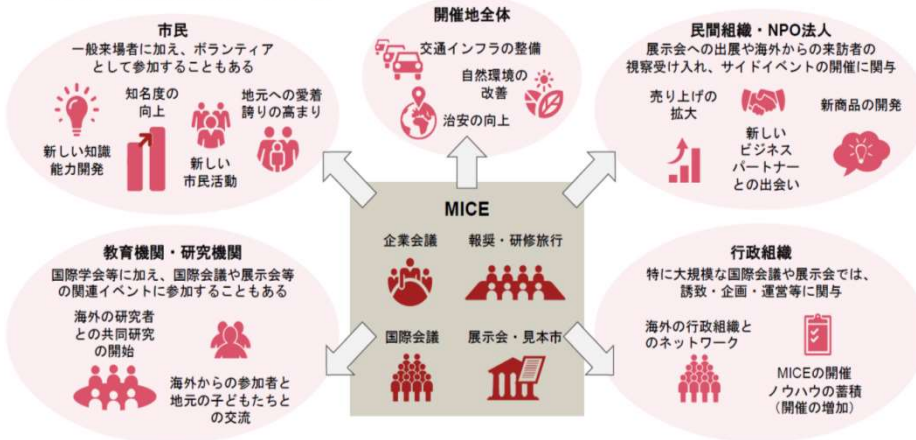 市民
一般来場者に加え、ボランティア
として参加することもある
知名度の
向上
地元への愛着
誇りの高まり
新しい知識
能力開発
新しい
市民活動
開催地全体
交通インフラの整備
自然環境の
改善
治安の向上
民間組織・NPO法人
展示会への出展や海外からの来訪者の
視察受け入れ、サイドイベントの開催に関与
売り上げの
拡大
新商品の開発
新しい
ビジネス
パートナー
との出会い
MICE
企業会議
報奨・研修旅行
国際会議
展示会・見本市
教育機関・研究機関
国際学会等に加え、国際会議や展示会等
の関連イベントに参加することもある
海外の研究者
との共同研究
の開始
海外からの参加者と
地元の子どもたちと
の交流
行政組織
特に大規模な国際会議や展示会では、
誘致・企画・運営等に関与
海外の行政組織と
のネットワーク
MICEの開催
ノウハウの蓄積
（開催の増加）